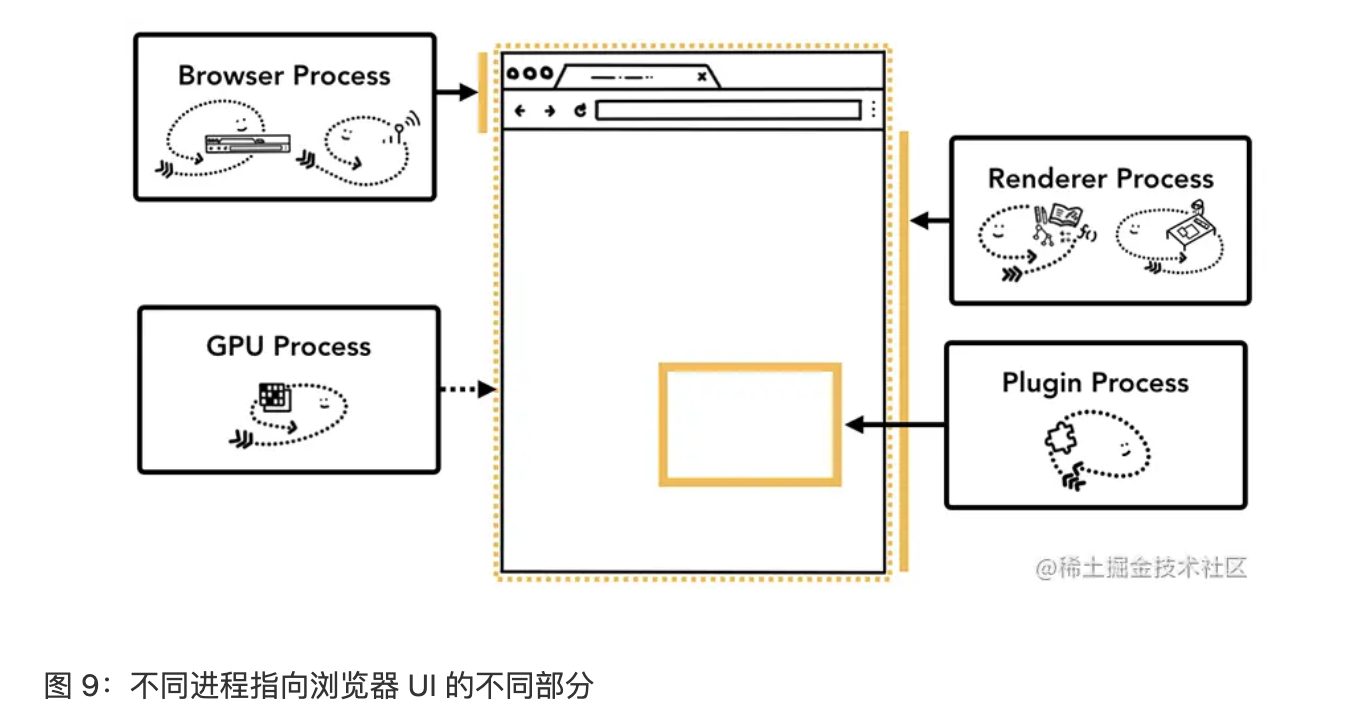 Browser Process
Renderer Process
GPU Process
Plugin Process
@稀土掘金技术社区
图 9：不同进程指向浏览器 UI 的不同部分